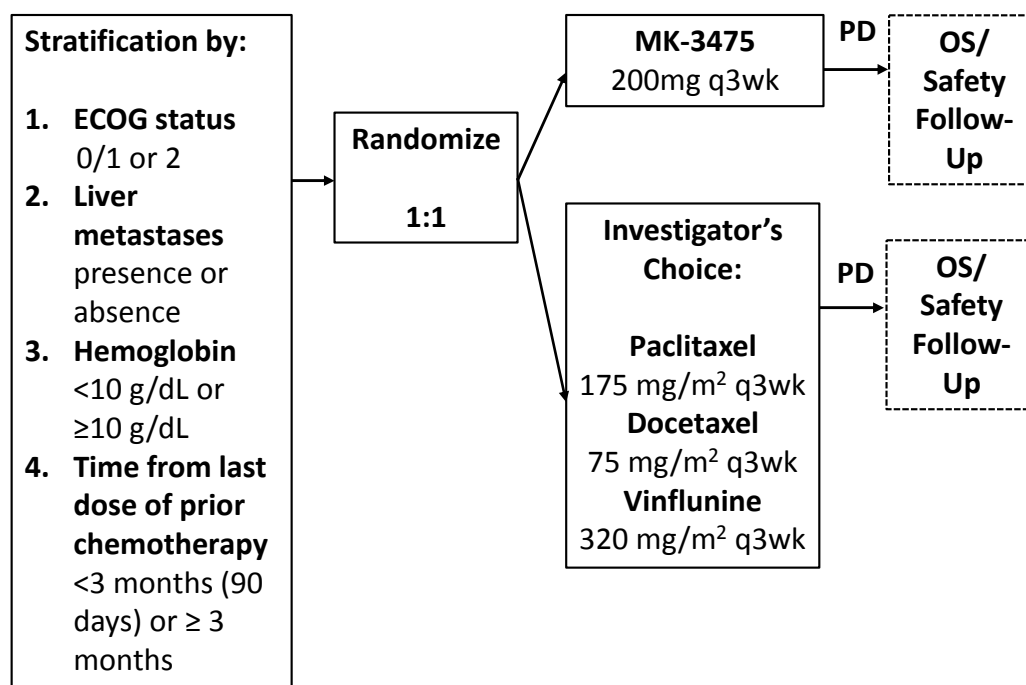 Stratification by:
1. ECOG status
0/1 or 2
2. Liver
metastases
presence or
absence
3. Hemoglobin
<10 g/dL or
≥10 g/dL
4. Time from last
dose of prior
chemotherapy
<3 months (90
days) or ≥ 3
months
Randomize
1:1
MK-3475
200mg q3wk
PD
OS/
Safety
Follow-
Up
Investigator’s
Choice:
Paclitaxel
175 mg/m² q3wk
Docetaxel
75 mg/m² q3wk
Vinflunine
320 mg/m² q3wk
PD
OS/
Safety
Follow-
Up